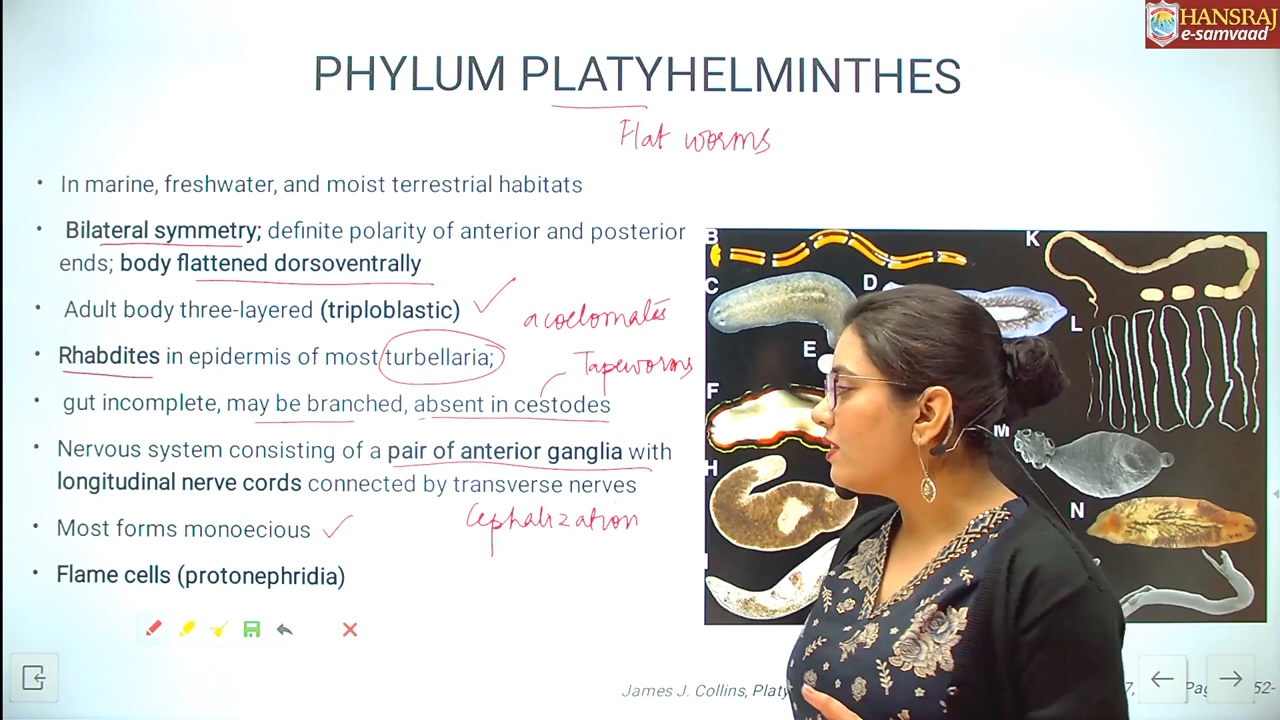 HANSRAJ
e-samvaad
PHYLUM PLATYHELMINTHES
Flat worms
• In marine, freshwater, and moist terrestrial habitats
• Bilateral symmetry; definite polarity of anterior and posterior
ends; body flattened dorsoventrally
• Adult body three-layered (triploblastic)
acoelomates
• Rhabdites in epidermis of most turbellaria;
Tapeworms
• gut incomplete, may be branched, absent in cestodes
• Nervous system consisting of a pair of anterior ganglia with
longitudinal nerve cords connected by transverse nerves
• Most forms monoecious
Cephalization
• Flame cells (protonephridia)
B
K
C
D
L
E
F
M
H
N
James J. Collins, Platy
7,
Pag
52-